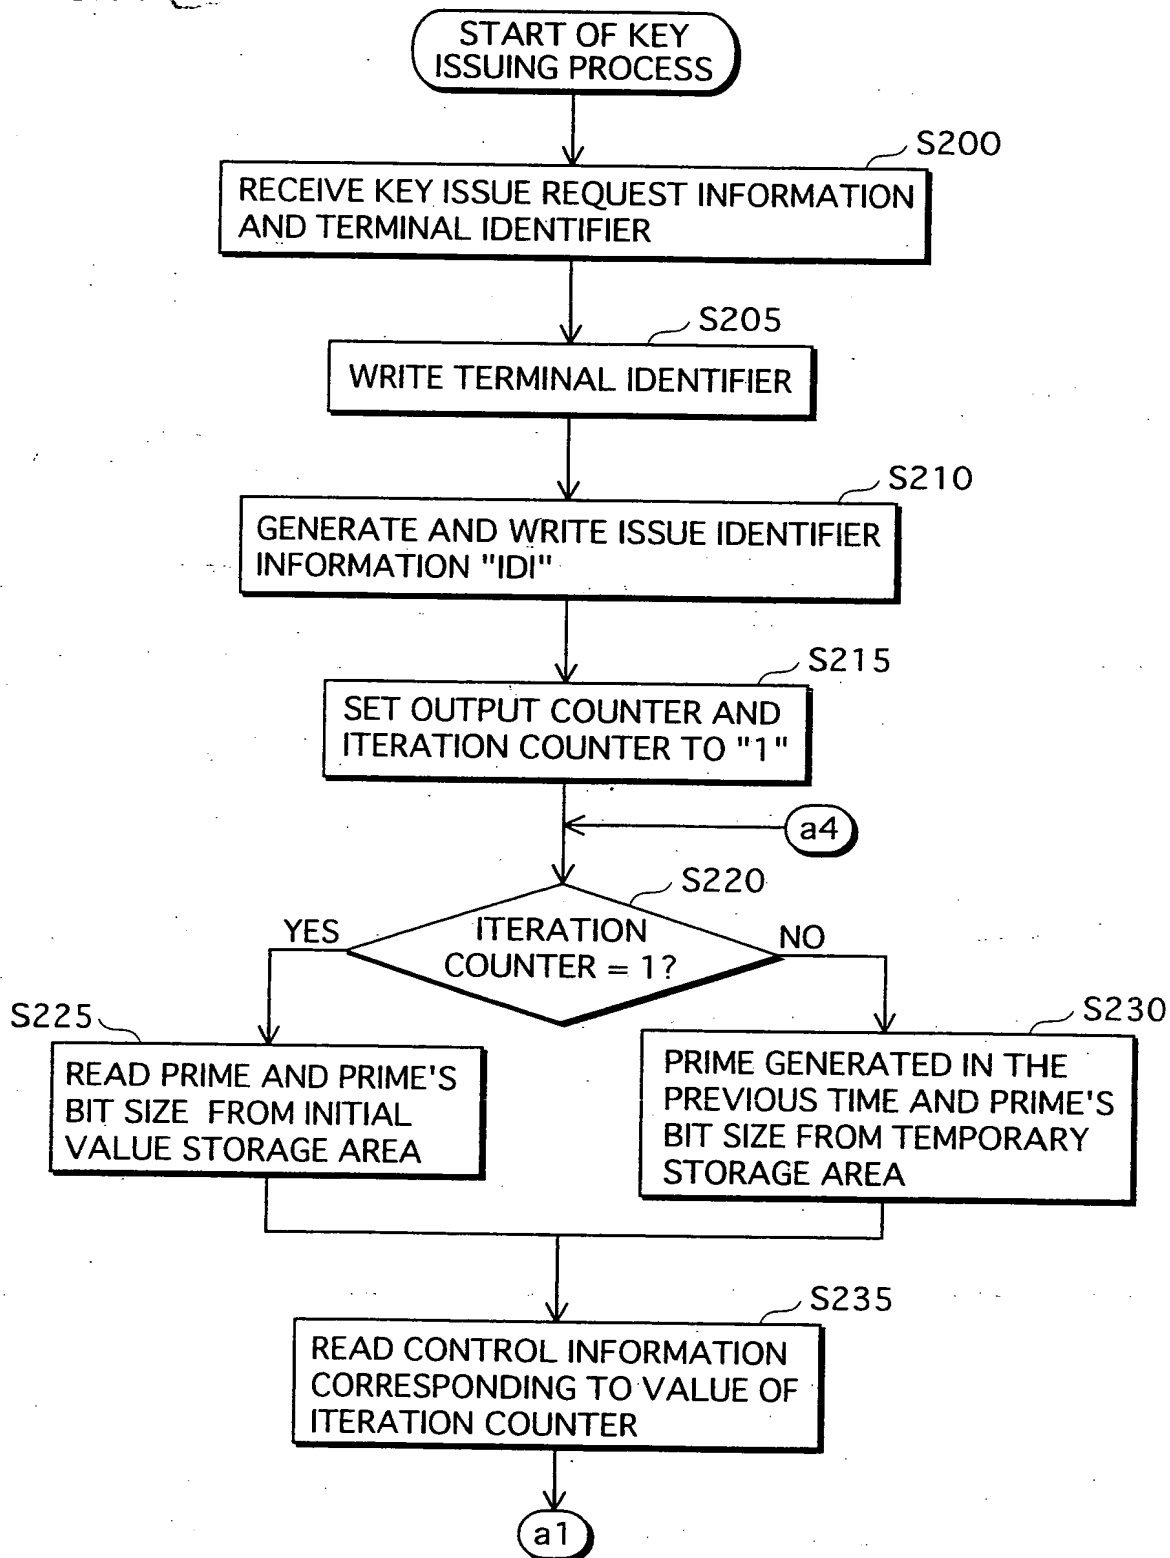 START OF KEY
ISSUING PROCESS
S200
RECEIVE KEY ISSUE REQUEST INFORMATION
AND TERMINAL IDENTIFIER
S205
WRITE TERMINAL IDENTIFIER
S210
GENERATE AND WRITE ISSUE IDENTIFIER
INFORMATION "IDI"
S215
SET OUTPUT COUNTER AND
ITERATION COUNTER TO "1"
a4
S220
YES
ITERATION
COUNTER = 1?
NO
S225
READ PRIME AND PRIME'S
BIT SIZE FROM INITIAL
VALUE STORAGE AREA
S230
PRIME GENERATED IN THE
PREVIOUS TIME AND PRIME'S
BIT SIZE FROM TEMPORARY
STORAGE AREA
S235
READ CONTROL INFORMATION
CORRESPONDING TO VALUE OF
ITERATION COUNTER
a1